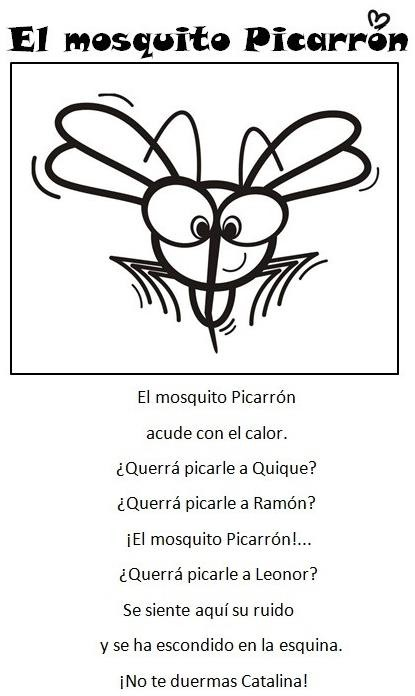 El mosquito Picarrón
El mosquito Picarrón
acude con el calor.
¿Querrá picarle a Quique?
¿Querrá picarle a Ramón?
¡El mosquito Picarrón!...
¿Querrá picarle a Leonor?
Se siente aquí su ruido
y se ha escondido en la esquina.
¡No te duermas Catalina!